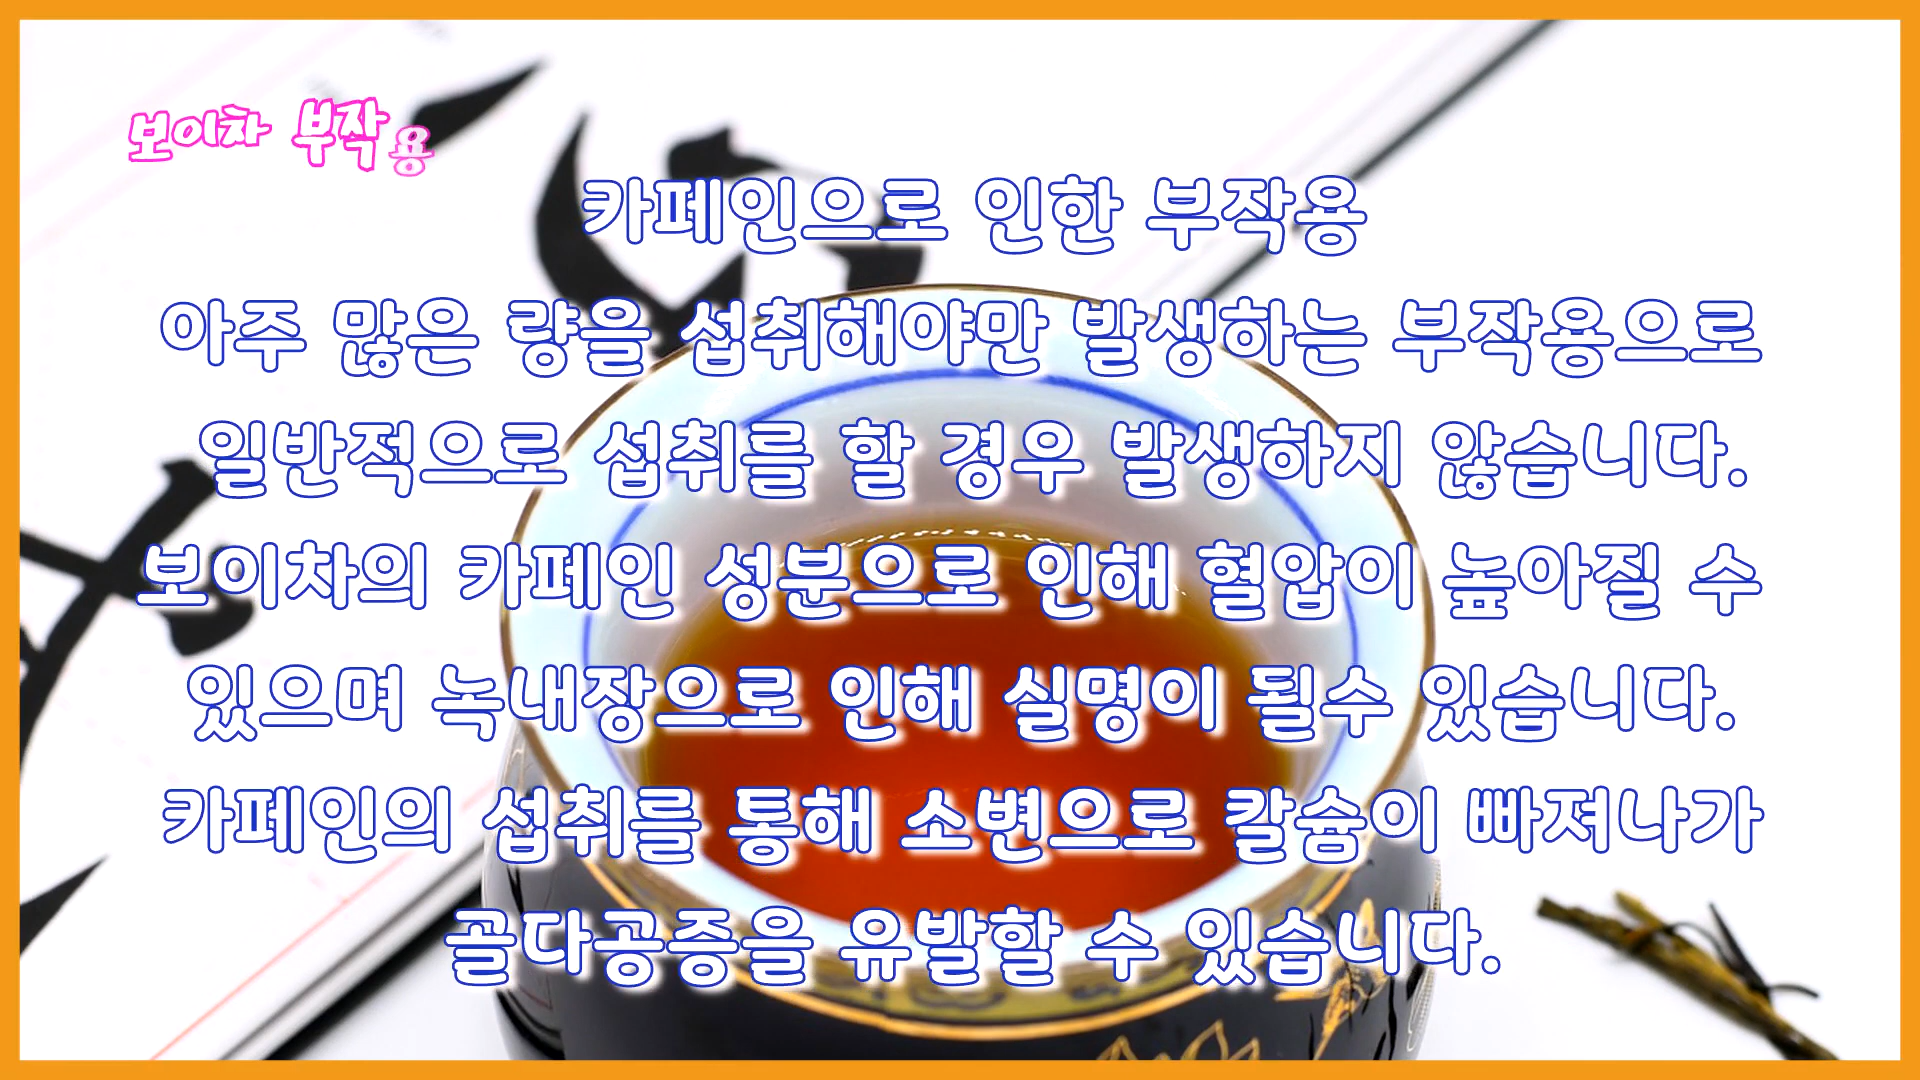 보이차 부작용
카페인으로 인한 부작용
아주 많은 량을 섭취해야만 발생하는 부작용으로
일반적으로 섭취를 할 경우 발생하지 않습니다.
보이차의 카페인 성분으로 인해 혈압이 높아질 수
있으며 녹내장으로 인해 실명이 될수 있습니다.
카페인의 섭취를 통해 소변으로 칼슘이 빠져나가
골다공증을 유발할 수 있습니다.